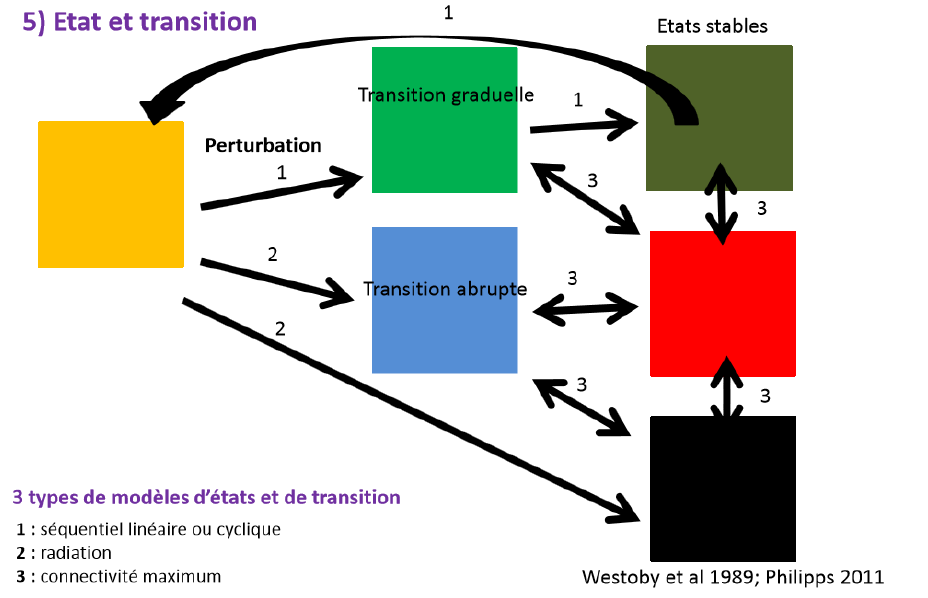 5) Etat et transition
1
Etats stables
Transition graduelle
1
Perturbation
1
3
3
2
Transition abrupte
3
2
3
3
3 types de modèles d'états et de transition
1 : séquentiel linéaire ou cyclique
2 : radiation
3 : connectivité maximum
Westoby et al 1989; Philipps 2011